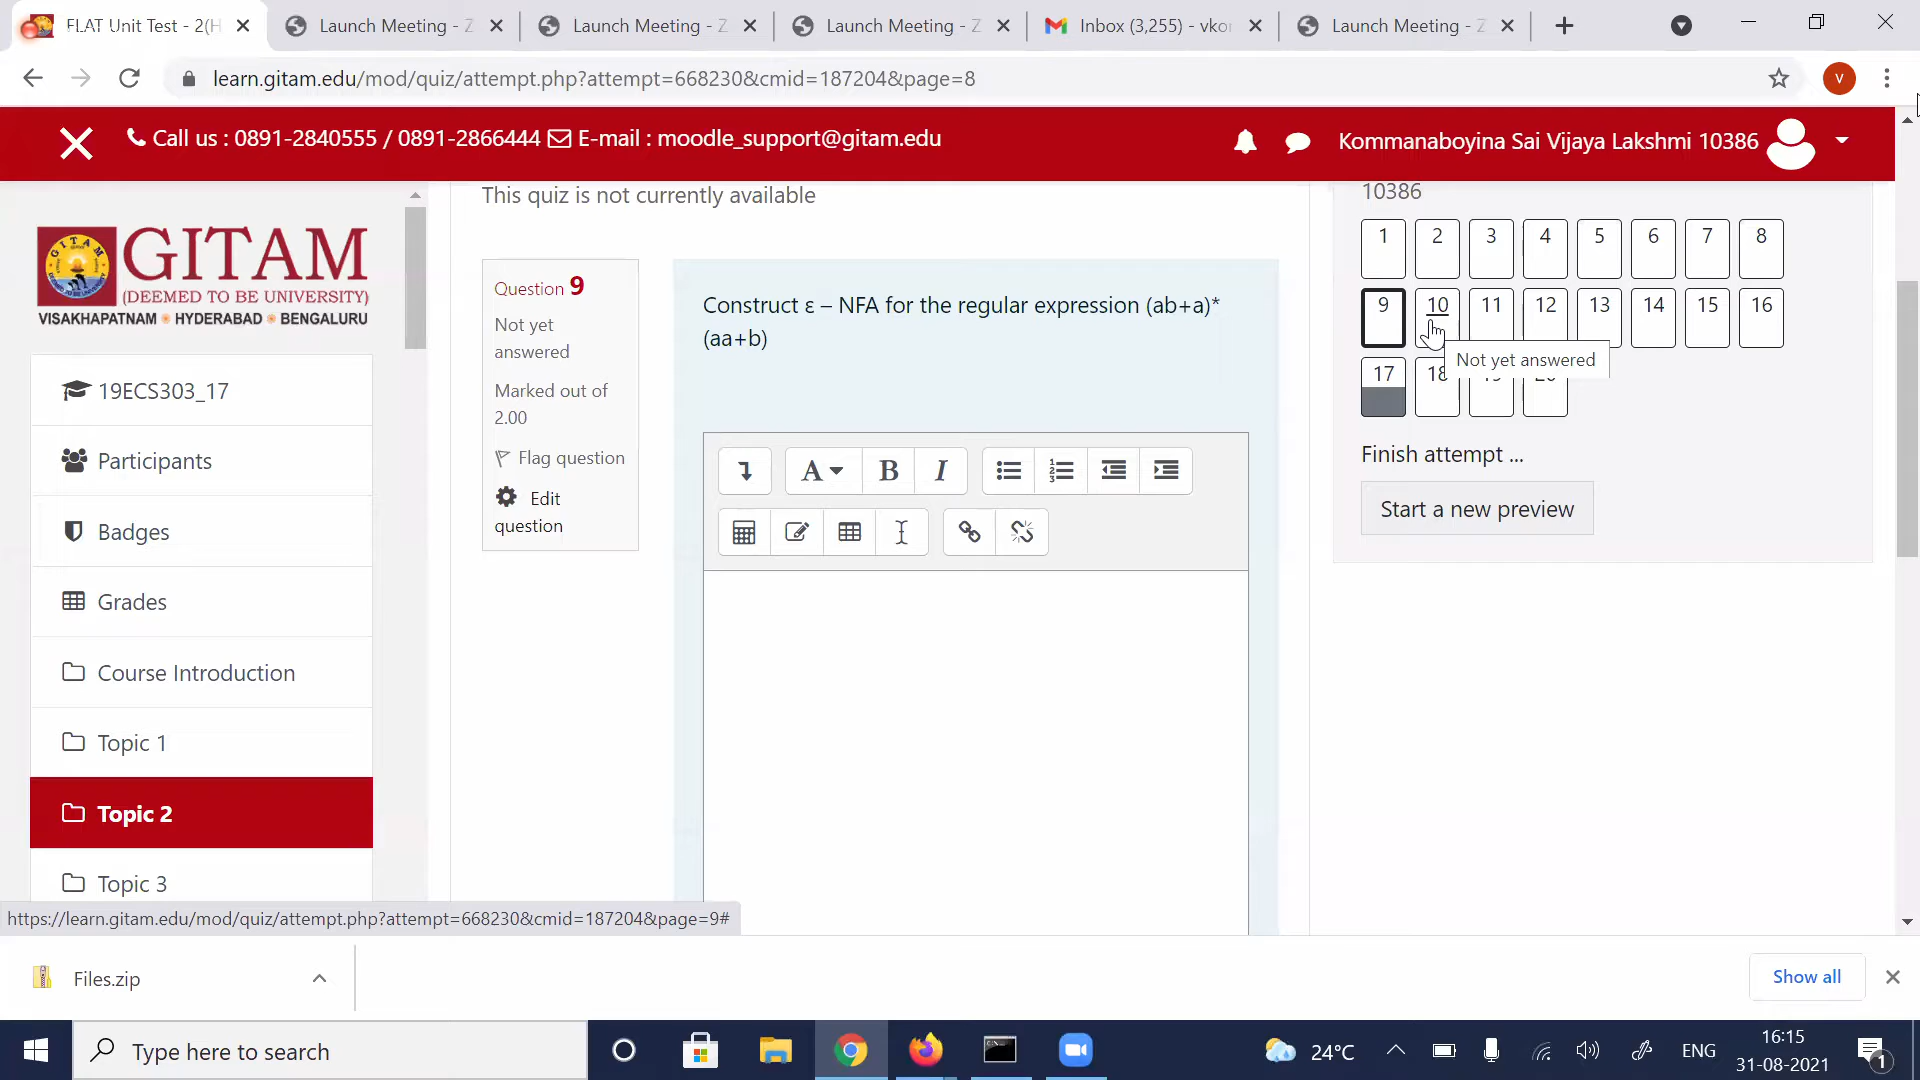 FLAT Unit Test - 2(H
Launch Meeting - Z
Launch Meeting - Z
Launch Meeting - Z
Inbox (3,255) - vko
Launch Meeting - Z
learn.gitam.edu/mod/quiz/attempt.php?attempt=668230&cmid=187204&page=8
V
Call us : 0891-2840555 / 0891-2866444 E-mail : moodle_support@gitam.edu
Kommanaboyina Sai Vijaya Lakshmi 10386
GITAM
(DEEMED TO BE UNIVERSITY)
VISAKHAPATNAM * HYDERABAD * BENGALURU
19ECS303_17
Participants
Badges
Grades
Course Introduction
Topic 1
Topic 2
Topic 3
This quiz is not currently available
Question 9
Not yet
answered
Marked out of
2.00
Flag question
Edit
question
Construct ε – NFA for the regular expression (ab+a)*
(aa+b)
A B I
10386
1 2 3 4 5 6 7 8
9 10 11 12 13 14 15 16
Not yet answered
17 18 19 20
Finish attempt ...
Start a new preview
https://learn.gitam.edu/mod/quiz/attempt.php?attempt=668230&cmid=187204&page=9#
Files.zip
Show all
Type here to search
24°C
ENG
16:15
31-08-2021
1